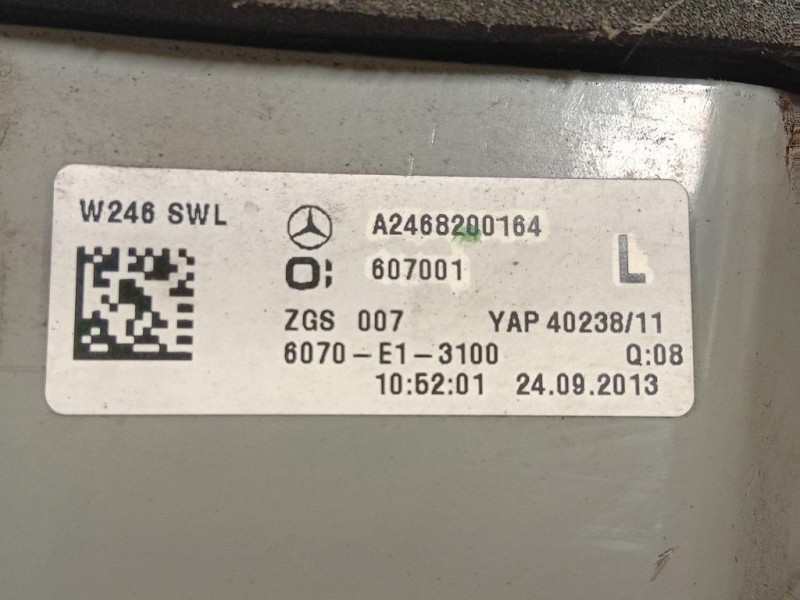 W246 SWL
A2468200164
607001
L
ZGS 007 YAP 40238/11
6070-E1-3100 Q:08
10:52:01 24.09.2013